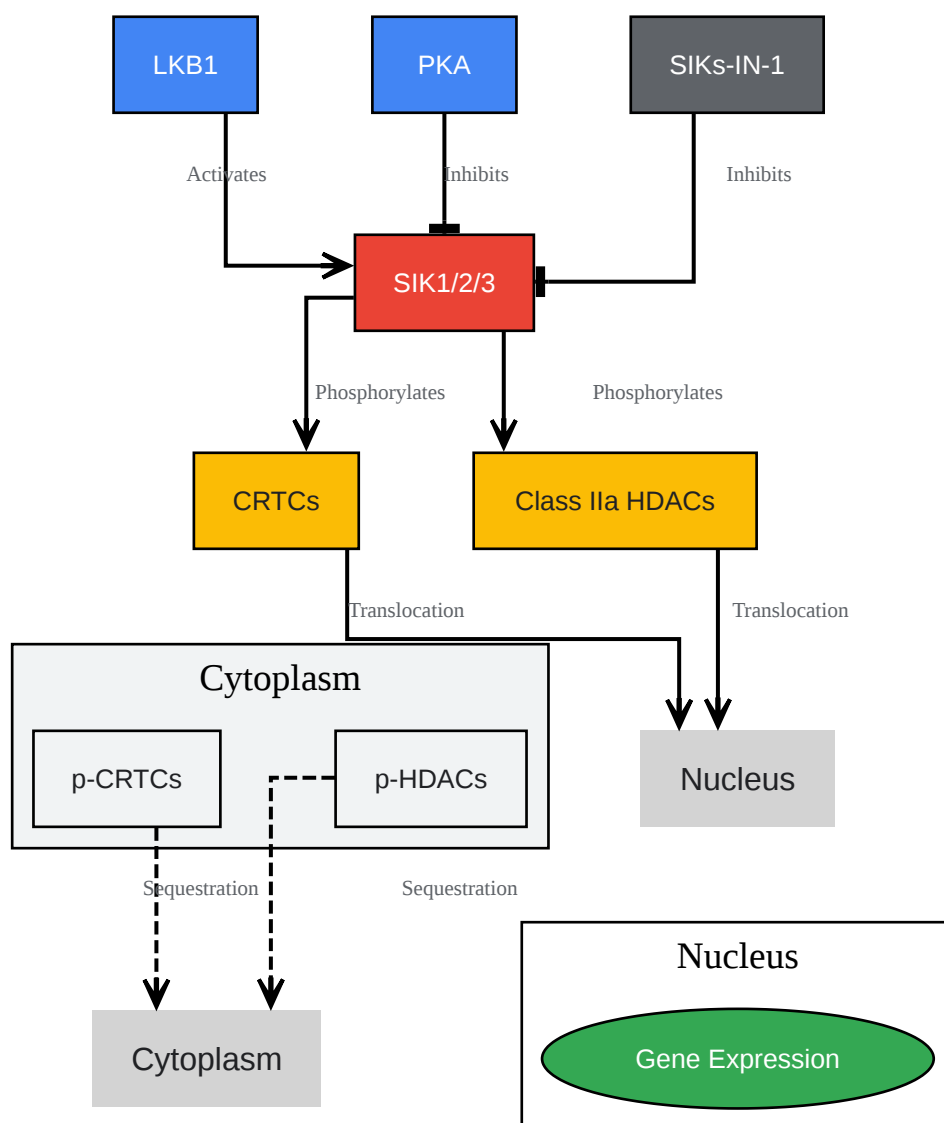 LKB1
PKA
SIKs-IN-1
Activates
Inhibits
Inhibits
SIK1/2/3
Phosphorylates
Phosphorylates
CRTCs
Class IIa HDACs
Translocation
Translocation
Cytoplasm
p-CRTCs
p-HDACs
Nucleus
Sequestration
Sequestration
Nucleus
Cytoplasm
Gene Expression